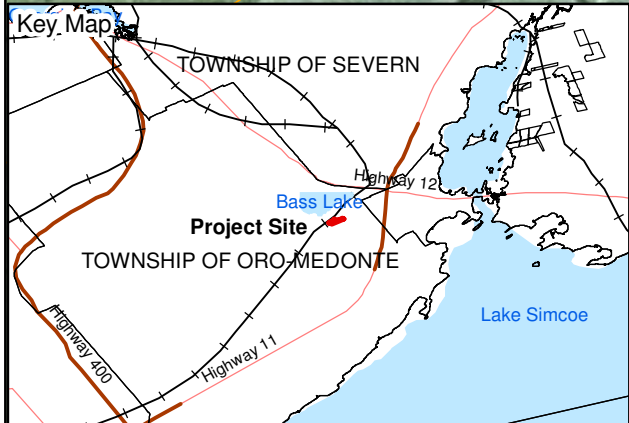 Bay
Key Map
TOWNSHIP OF SEVERN
Highway 12
Bass Lake
Project Site
TOWNSHIP OF ORO-MEDONTE
Lake Simcoe
Highway 400
Highway 11